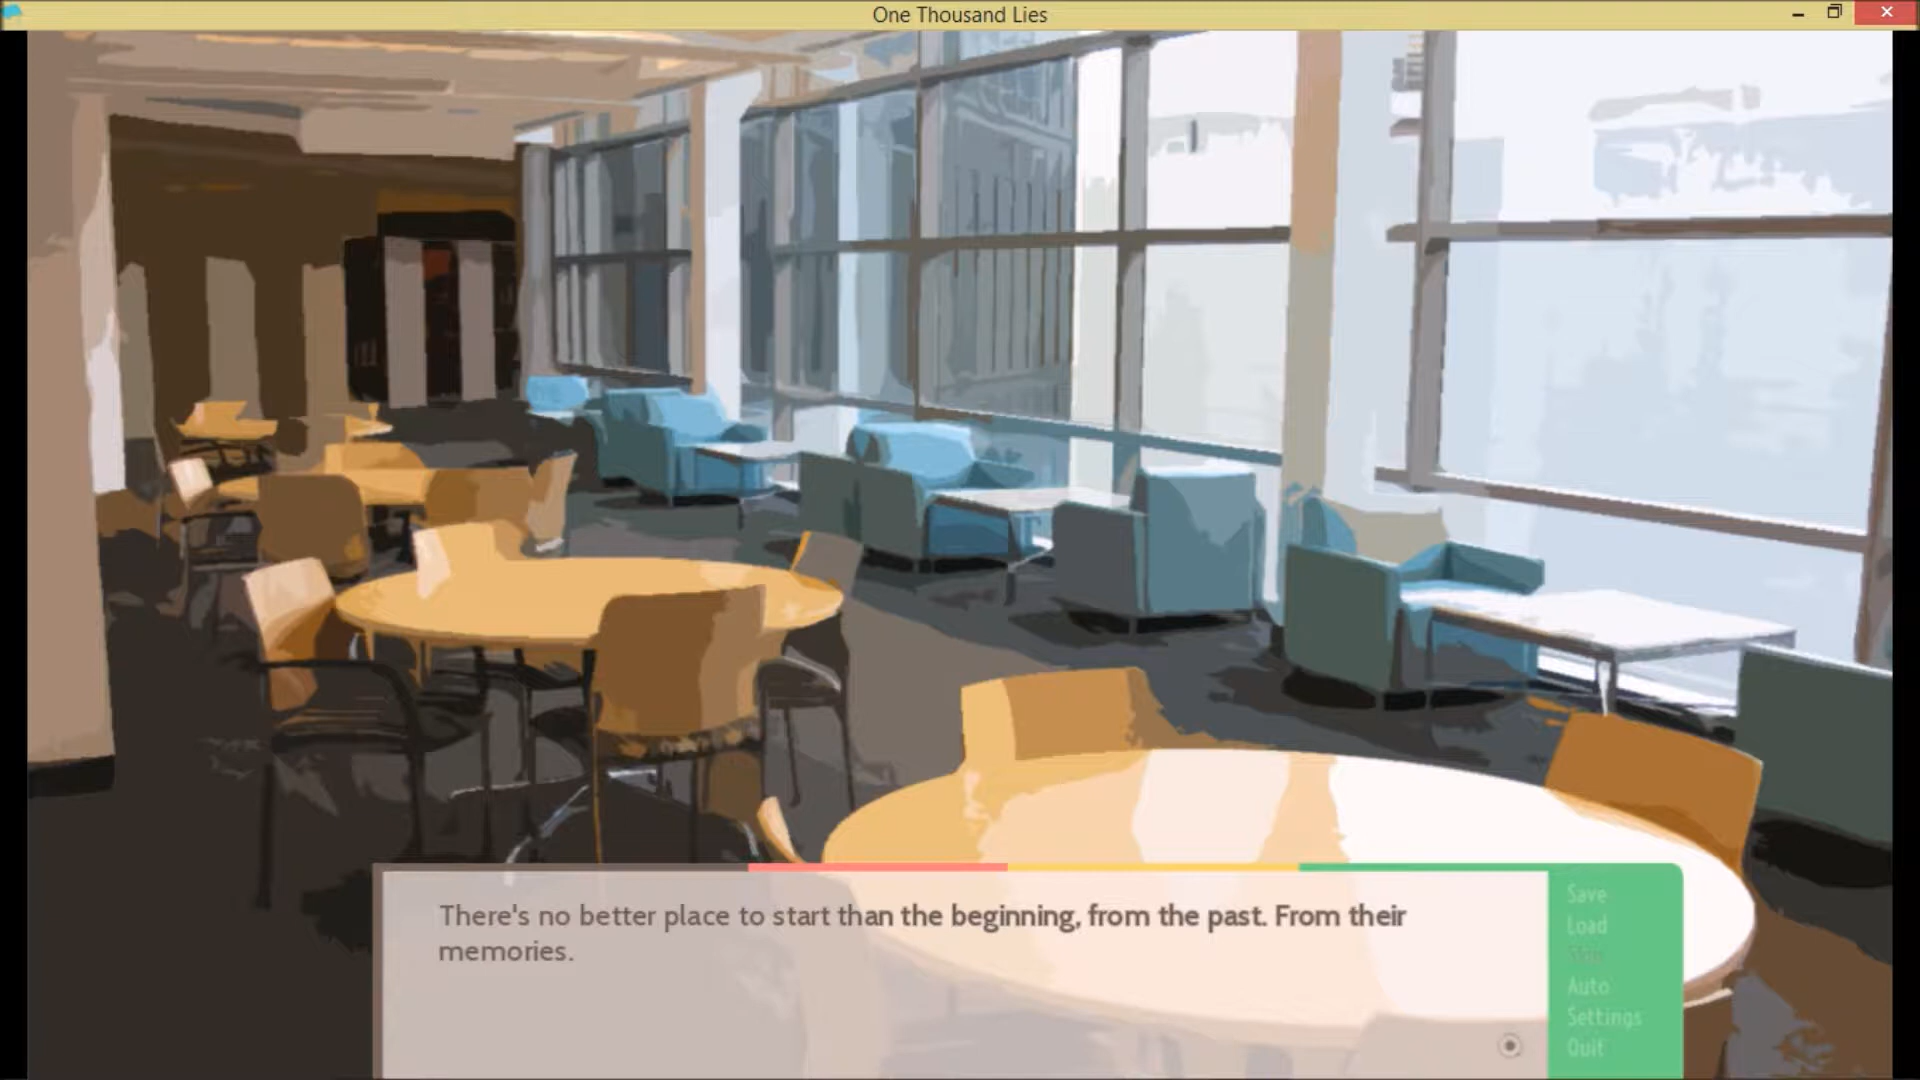 One Thousand Lies
There's no better place to start than the beginning, from the past. From their
memories.
Save
Load
Auto
Settings
Quit